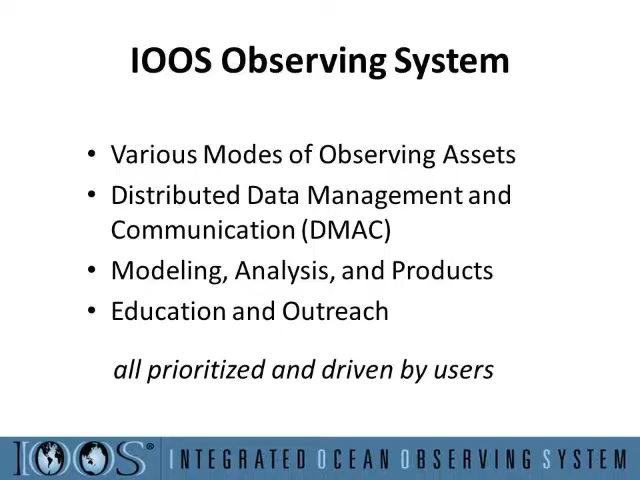 IOOS Observing System
• Various Modes of Observing Assets
• Distributed Data Management and
Communication (DMAC)
• Modeling, Analysis, and Products
• Education and Outreach
all prioritized and driven by users
IOOS® INTEGRATED OCEAN OBSERVING SYSTEM